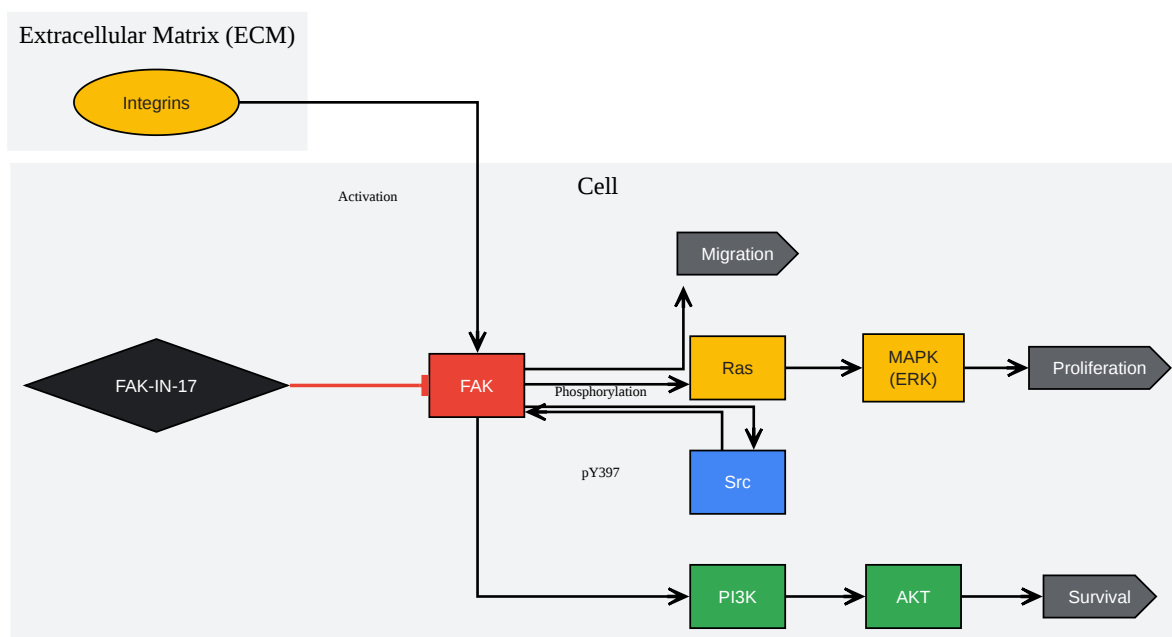 Extracellular Matrix (ECM)
Integrins
Cell
Activation
Migration
FAK-IN-17
FAK
Ras
MAPK
(ERK)
Proliferation
Phosphorylation
pY397
Src
PI3K
AKT
Survival